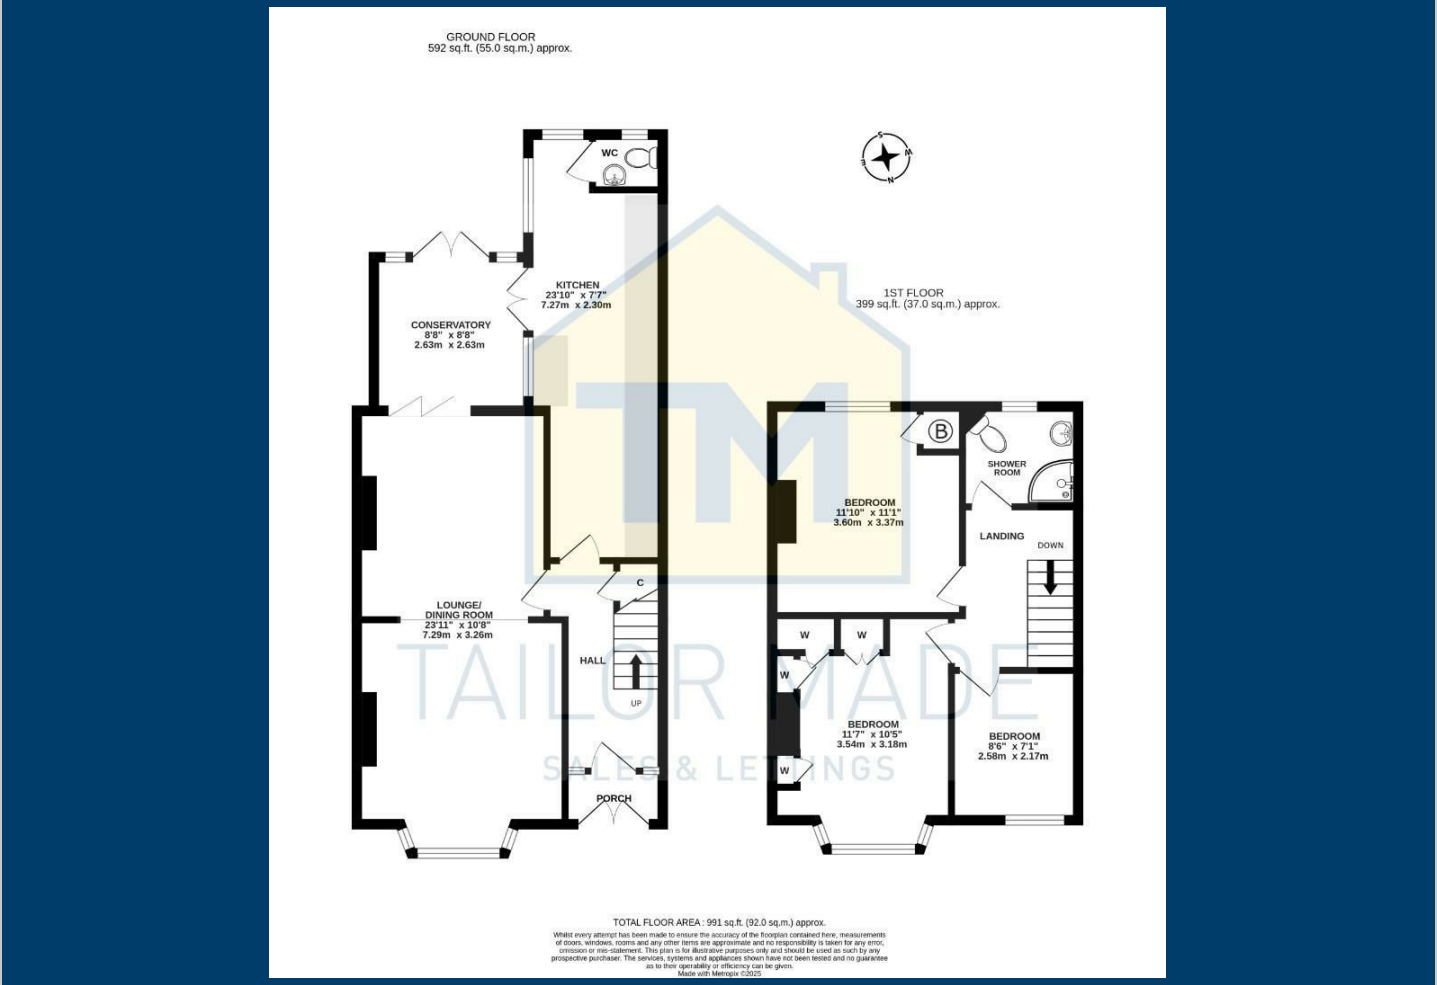 GROUND FLOOR
592 sq.ft. (55.0 sq.m.) approx.
WC
KITCHEN
23'10" x 7'7"
7.27m x 2.30m
CONSERVATORY
8'8" x 8'8"
2.63m x 2.63m
C
LOUNGE/
DINING ROOM
23'11" x 10'8"
7.29m x 3.26m
HALL
UP
PORCH
S
W
E
N
1ST FLOOR
399 sq.ft. (37.0 sq.m.) approx.
B
SHOWER
ROOM
BEDROOM
11'10" x 11'1"
3.60m x 3.37m
LANDING
DOWN
W
W
W
BEDROOM
11'7" x 10'5"
3.54m x 3.18m
W
BEDROOM
8'6" x 7'1"
2.58m x 2.17m
TM
TAILOR MADE
SALES & LETTINGS
TOTAL FLOOR AREA : 991 sq.ft. (92.0 sq.m.) approx.
Whilst every attempt has been made to ensure the accuracy of the floorplan contained here, measurements
of doors, windows, rooms and any other items are approximate and no responsibility is taken for any error,
omission or mis-statement. This plan is for illustrative purposes only and should be used as such by any
prospective purchaser. The services, systems and appliances shown have not been tested and no guarantee
as to their operability or efficiency can be given.
Made with Metropix ©2025